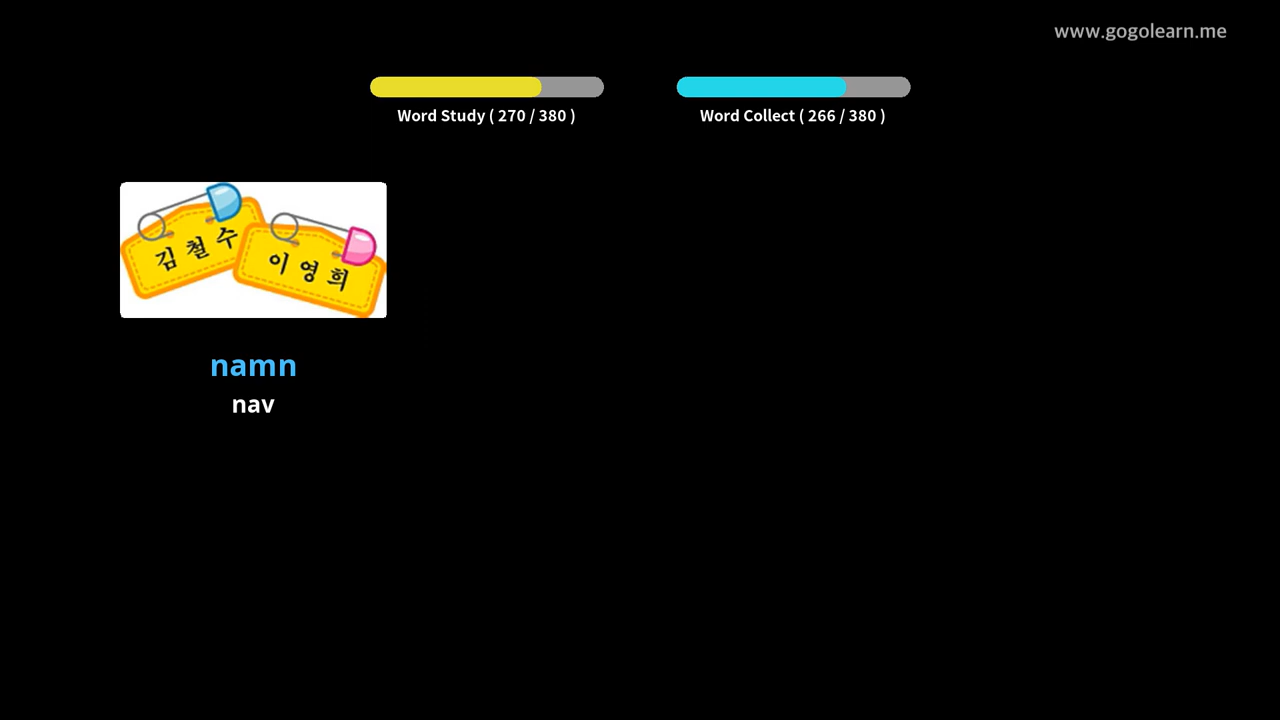 www.gogolearn.me
Word Study ( 270 / 380 )
Word Collect ( 266 / 380 )
김철수
이영희
namn
nav